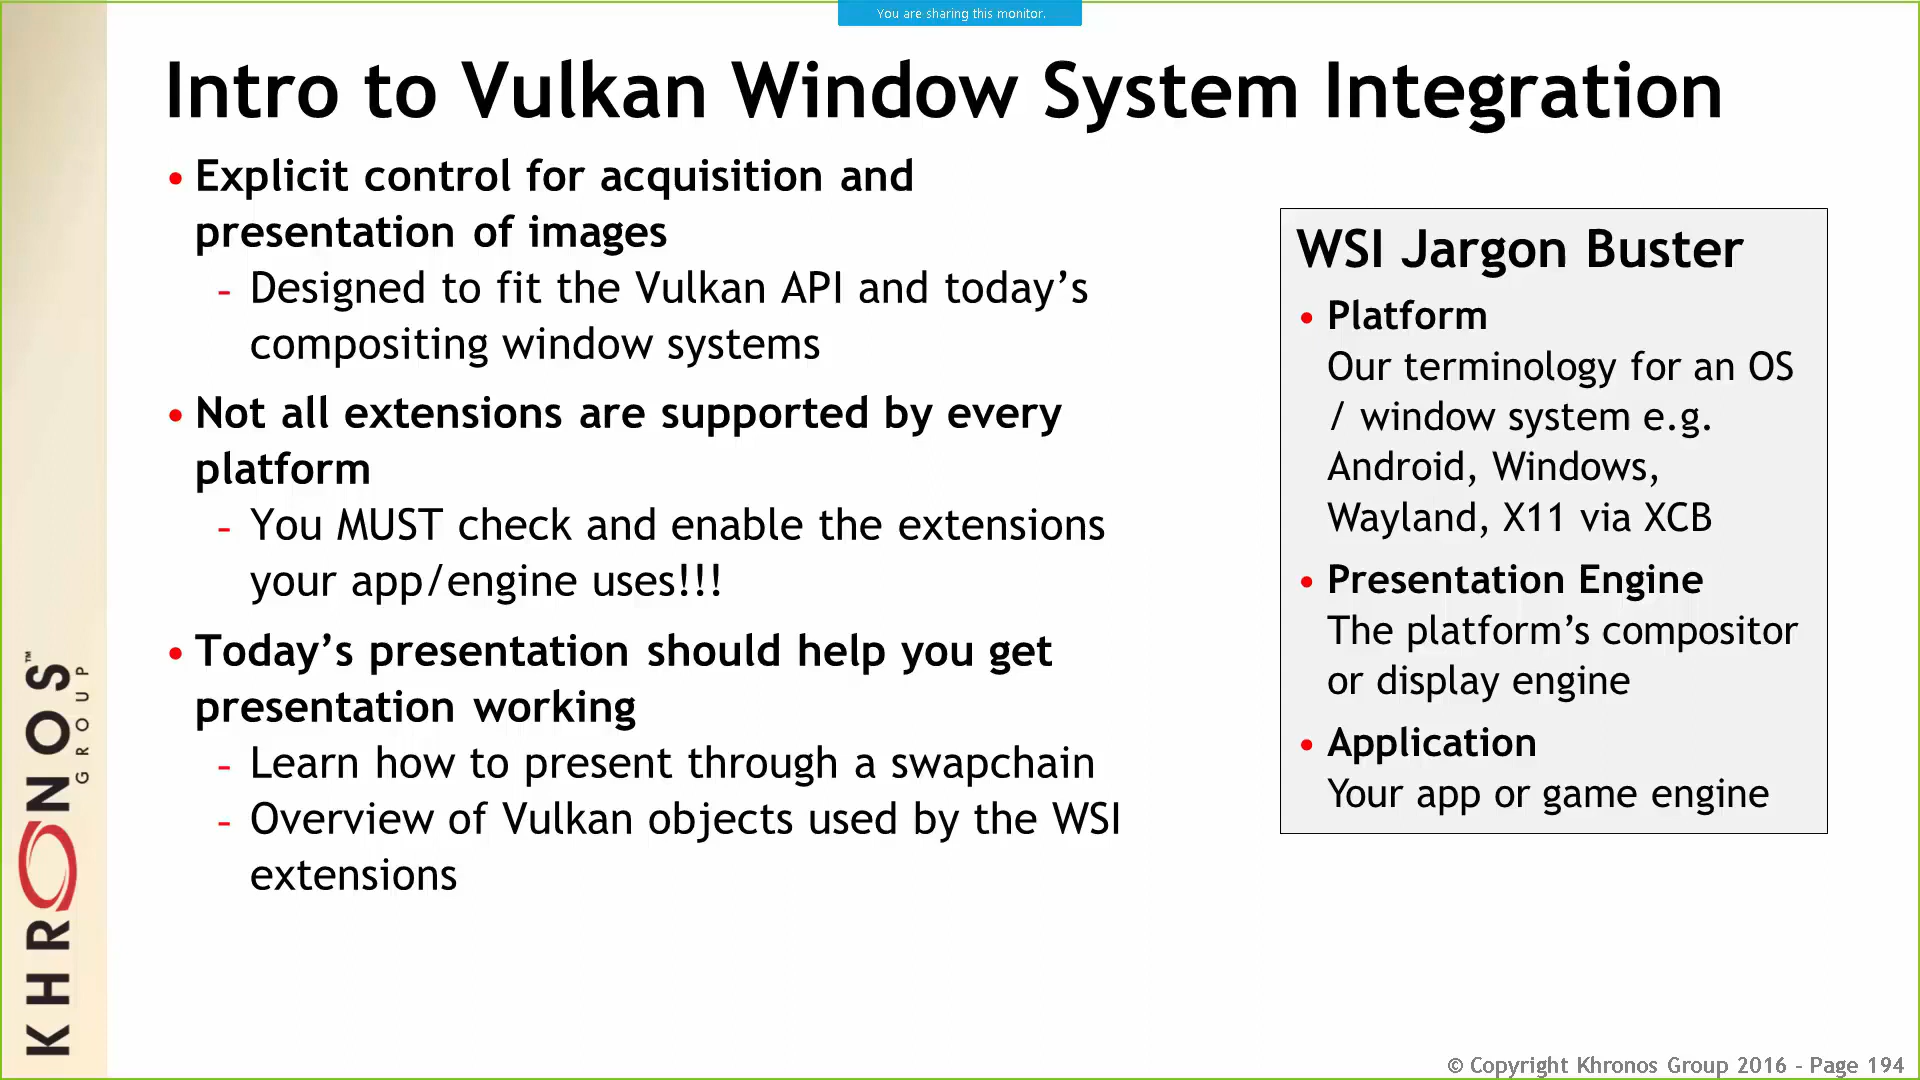 You are sharing this monitor.
Intro to Vulkan Window System Integration
• Explicit control for acquisition and
presentation of images
- Designed to fit the Vulkan API and today’s
compositing window systems
• Not all extensions are supported by every
platform
- You MUST check and enable the extensions
your app/engine uses!!!
• Today’s presentation should help you get
presentation working
- Learn how to present through a swapchain
- Overview of Vulkan objects used by the WSI
extensions
WSI Jargon Buster
• Platform
Our terminology for an OS
/ window system e.g.
Android, Windows,
Wayland, X11 via XCB
• Presentation Engine
The platform’s compositor
or display engine
• Application
Your app or game engine
KHRONOS™
GROUP
© Copyright Khronos Group 2016 - Page 194